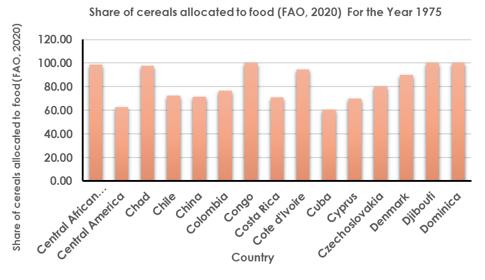 Share of cereals allocated to food (FAO, 2020) For the Year 1975
Share of cereals allocated to food (FAO, 2020)
120.00
100.00
80.00
60.00
40.00
20.00
0.00
Central African...
Central America
Chad
Chile
China
Colombia
Congo
Costa Rica
Cote d'Ivoire
Cuba
Cyprus
Czechoslovakia
Denmark
Djibouti
Dominica
Country